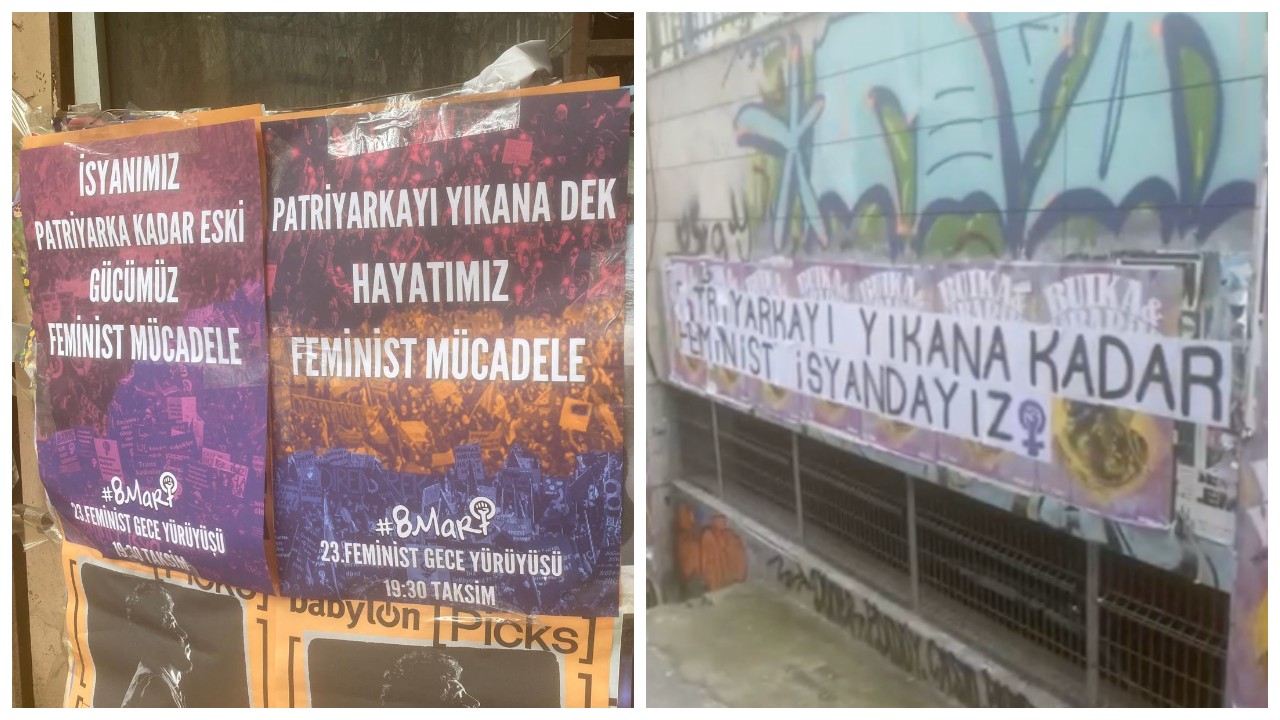 İSYANIMIZ
PATRİYARKA KADAR ESKİ
GÜCÜMÜZ
FEMİNİST MÜCADELE
#8Mart
23.FEMİNİST GECE YÜRÜYÜŞÜ
19:30 TAKSİM
PATRİYARKAYI YIKANA DEK
HAYATIMIZ
FEMİNİST MÜCADELE
#8Mart
23.FEMİNİST GECE YÜRÜYÜŞÜ
19:30 TAKSİM
Picks]
babylon [Picks]
PATRİYARKAYI YIKANA KADAR
FEMİNİST İSYANDAYIZ